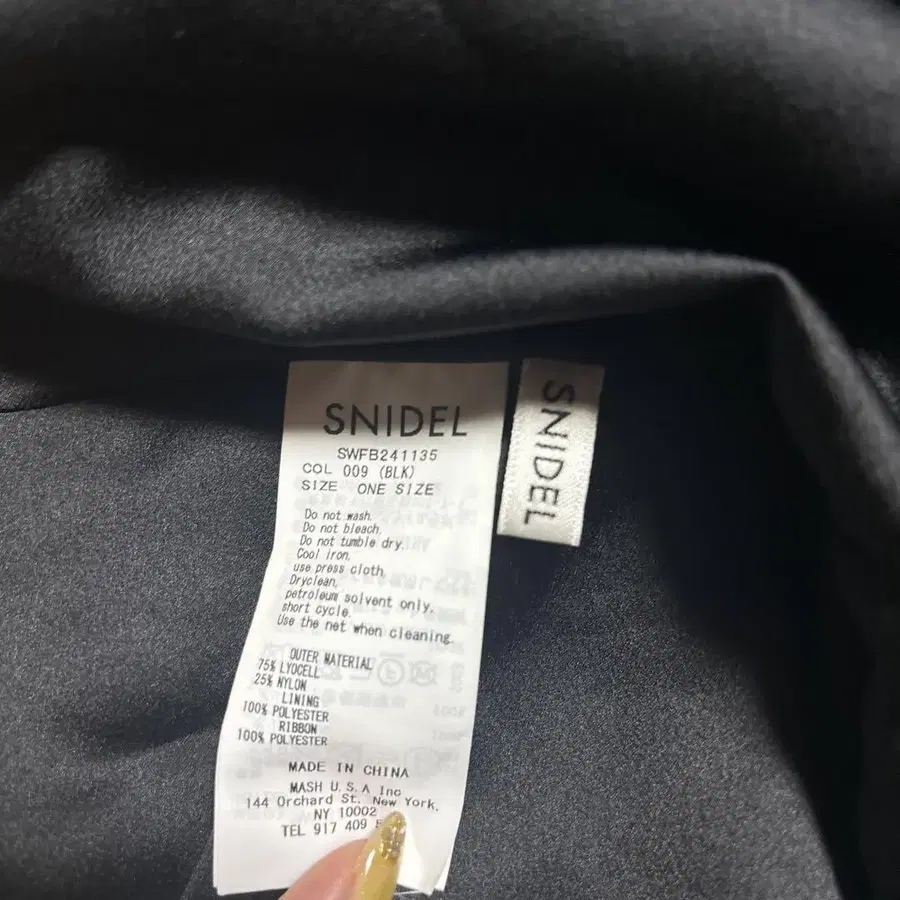 SNIDEL
SWFB241135
COL 009 (BLK)
SIZE ONE SIZE
Do not wash.
Do not bleach.
Do not tumble dry.
Cool iron.
use press cloth
Dryclean,
petroleum solvent only,
short cycle.
Use the net when cleaning
OUTER MATERIAL
75% LYOCELL
25% NYLON
LINING
100% POLYESTER
RIBBON
100% POLYESTER
MADE IN CHINA
MASH U.S.A Inc
144 Orchard St. New York,
NY 10002
TEL 917 409
SNIDEL